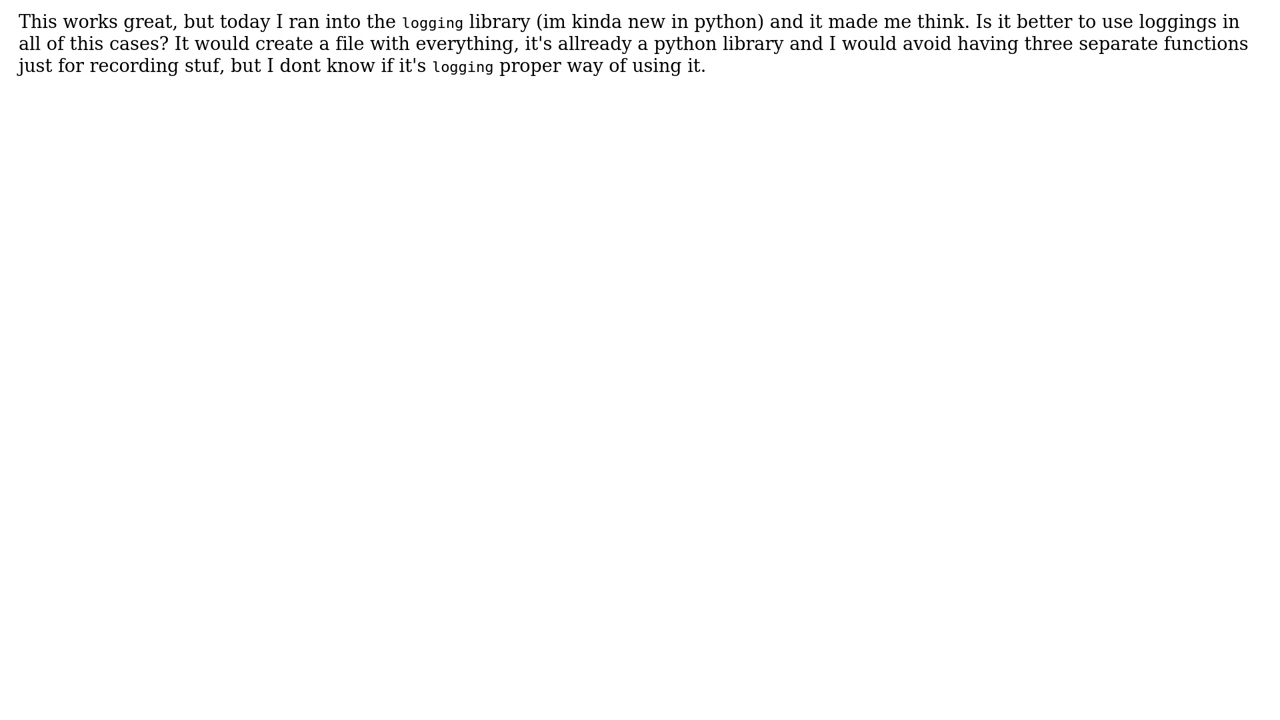 This works great, but today I ran into the logging library (im kinda new in python) and it made me think. Is it better to use loggings in
all of this cases? It would create a file with everything, it's allready a python library and I would avoid having three separate functions
just for recording stuf, but I dont know if it's logging proper way of using it.